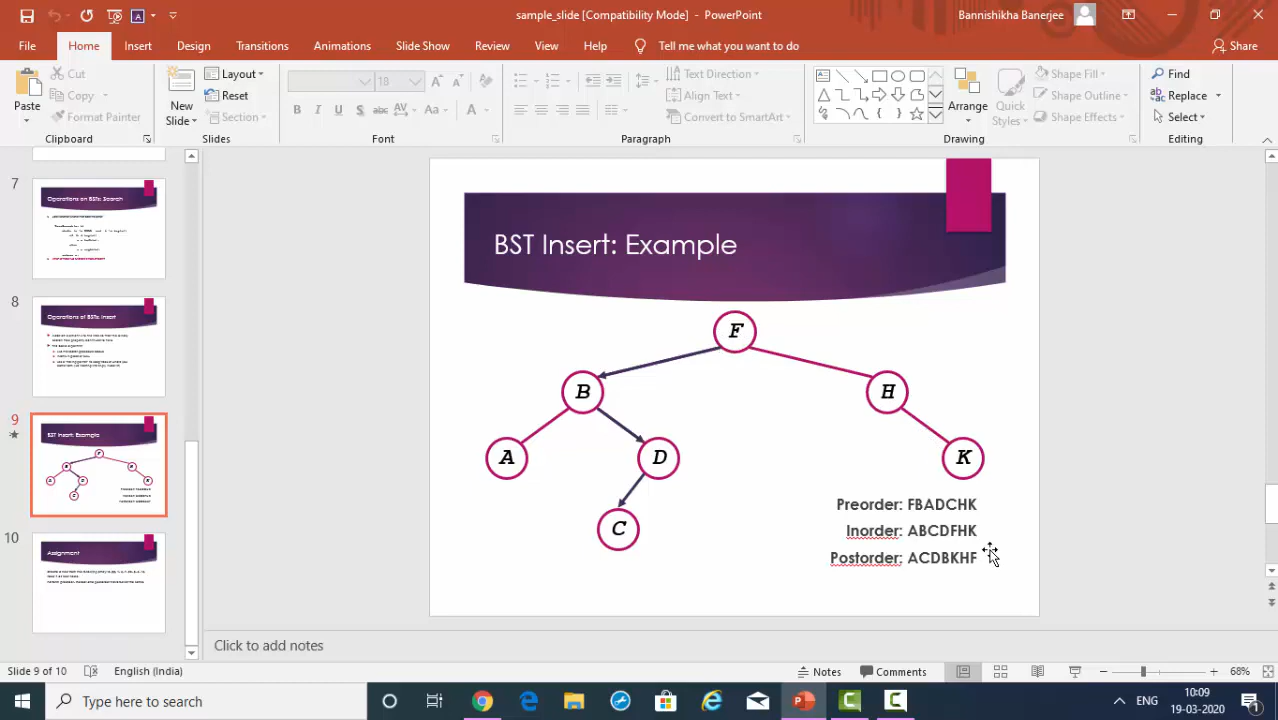 sample_slide [Compatibility Mode] - PowerPoint
Bannishikha Banerjee
File Home Insert Design Transitions Animations Slide Show Review View Help Tell me what you want to do Share
Paste
Cut
Copy
Format Painter
Clipboard
New
Slide
Layout
Reset
Section
Slides
18
Font
Text Direction
Align Text
Convert to SmartArt
Paragraph
Arrange
Quick
Styles
Shape Fill
Shape Outline
Shape Effects
Drawing
Find
Replace
Select
Editing
7
Operations on BSTs: Search
8
Operations of BSTs: Insert
9
BST Insert: Example
10
Assignment
BST Insert: Example
F
B
H
A
D
K
C
Preorder: FBADCHK
Inorder: ABCDFHK
Postorder: ACDBKHF
Click to add notes
Slide 9 of 10
English (India)
Notes
Comments
68%
Type here to search
ENG
10:09
19-03-2020
1